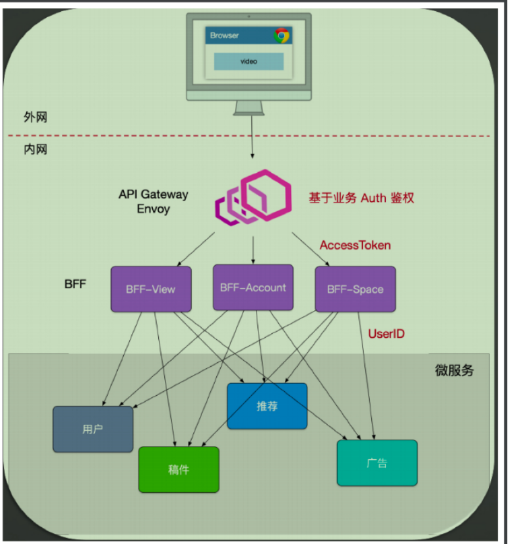 Browser
video
外网
内网
API Gateway
Envoy
基于业务 Auth 鉴权
AccessToken
BFF
BFF-View
BFF-Account
BFF-Space
UserID
微服务
推荐
用户
稿件
广告